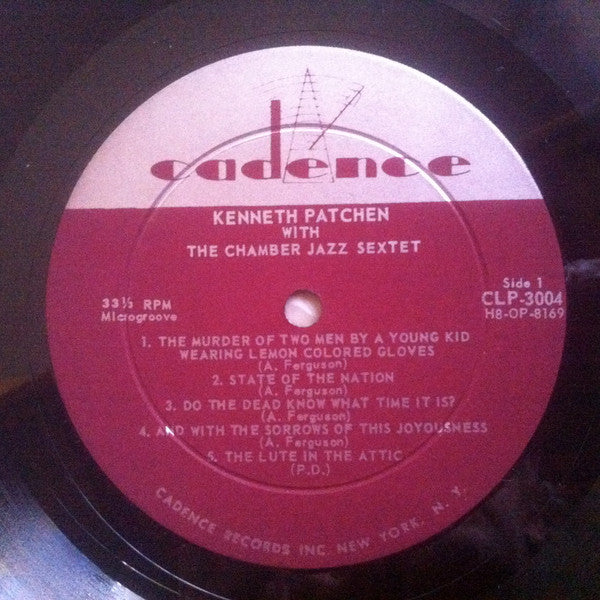 cadence
KENNETH PATCHEN
WITH
THE CHAMBER JAZZ SEXTET
33⅓ RPM
Microgroove
Side 1
CLP-3004
H8-OP-8169
1. THE MURDER OF TWO MEN BY A YOUNG KID
WEARING LEMON COLORED GLOVES
(A. Ferguson)
2. STATE OF THE NATION
(A. Ferguson)
3. DO THE DEAD KNOW WHAT TIME IT IS?
(A. Ferguson)
4. AND WITH THE SORROWS OF THIS JOYOUSNESS
(A. Ferguson)
5. THE LUTE IN THE ATTIC
(P.D.)
CADENCE RECORDS INC. NEW YORK, N. Y.